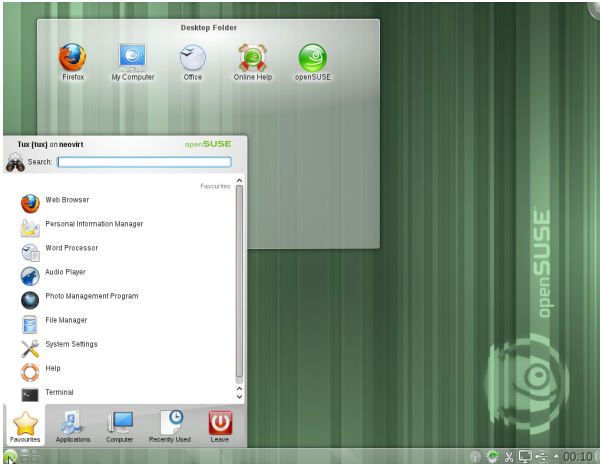 Desktop Folder
Firefox
My Computer
Office
Online Help
openSUSE
Tux (tux) on neovirt
openSUSE
Search:
Favourites
Web Browser
Personal Information Manager
Word Processor
Audio Player
Photo Management Program
File Manager
System Settings
Help
Terminal
Favourites
Applications
Computer
Recently Used
Leave
openSUSE
00:10